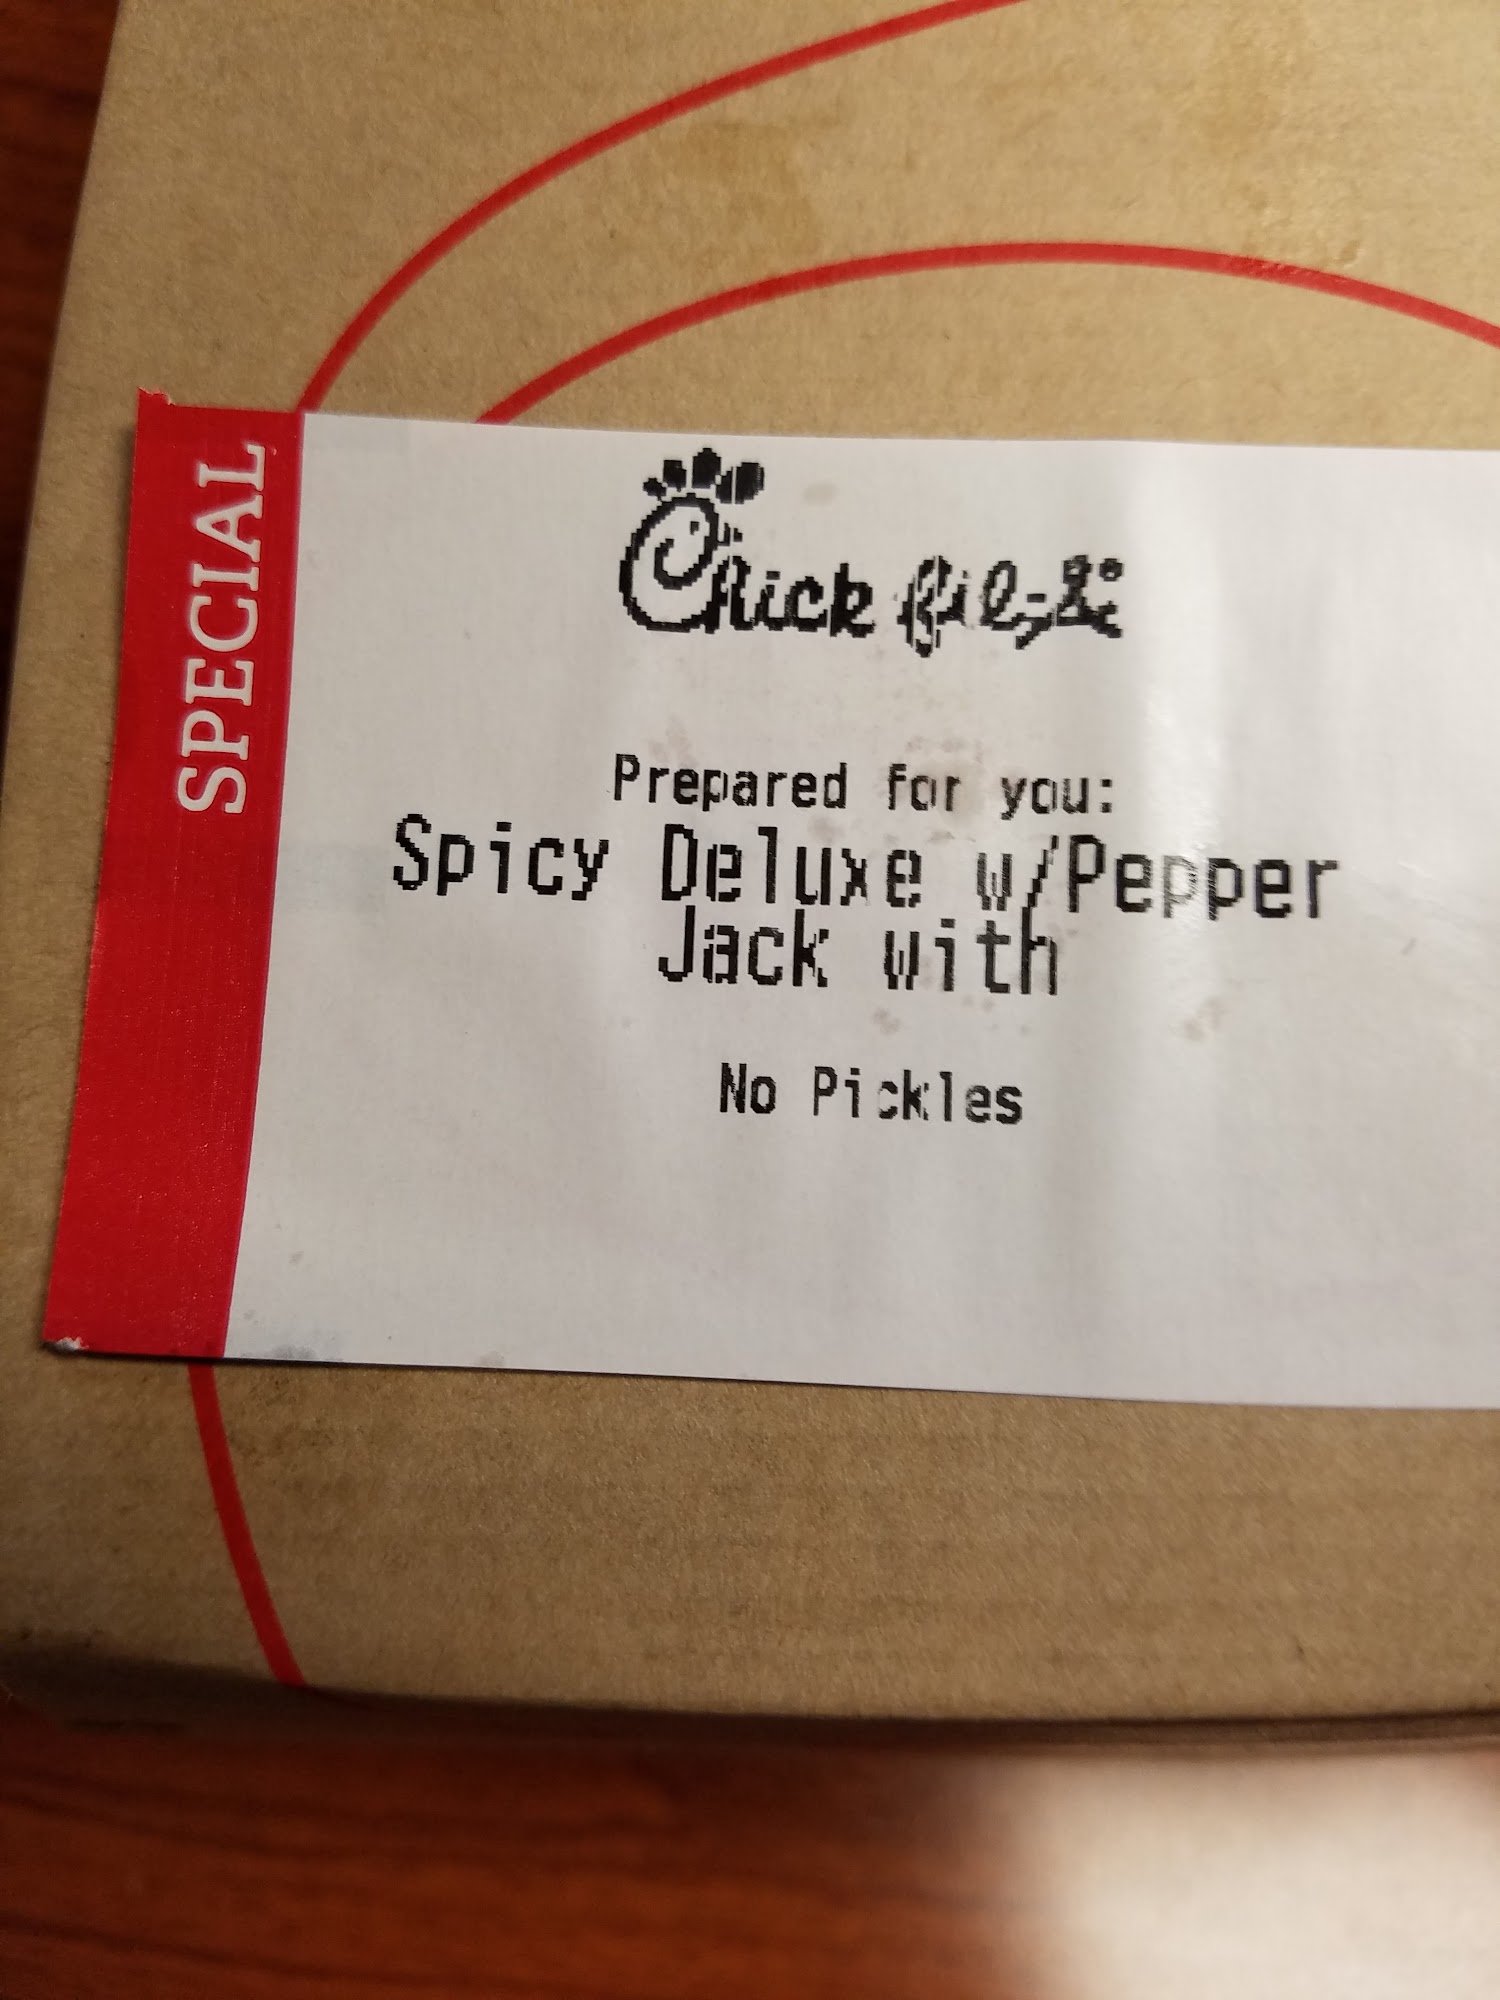 SPECIAL
Chick-fil-A
Prepared for you:
Spicy Deluxe w/Pepper
Jack with
No Pickles